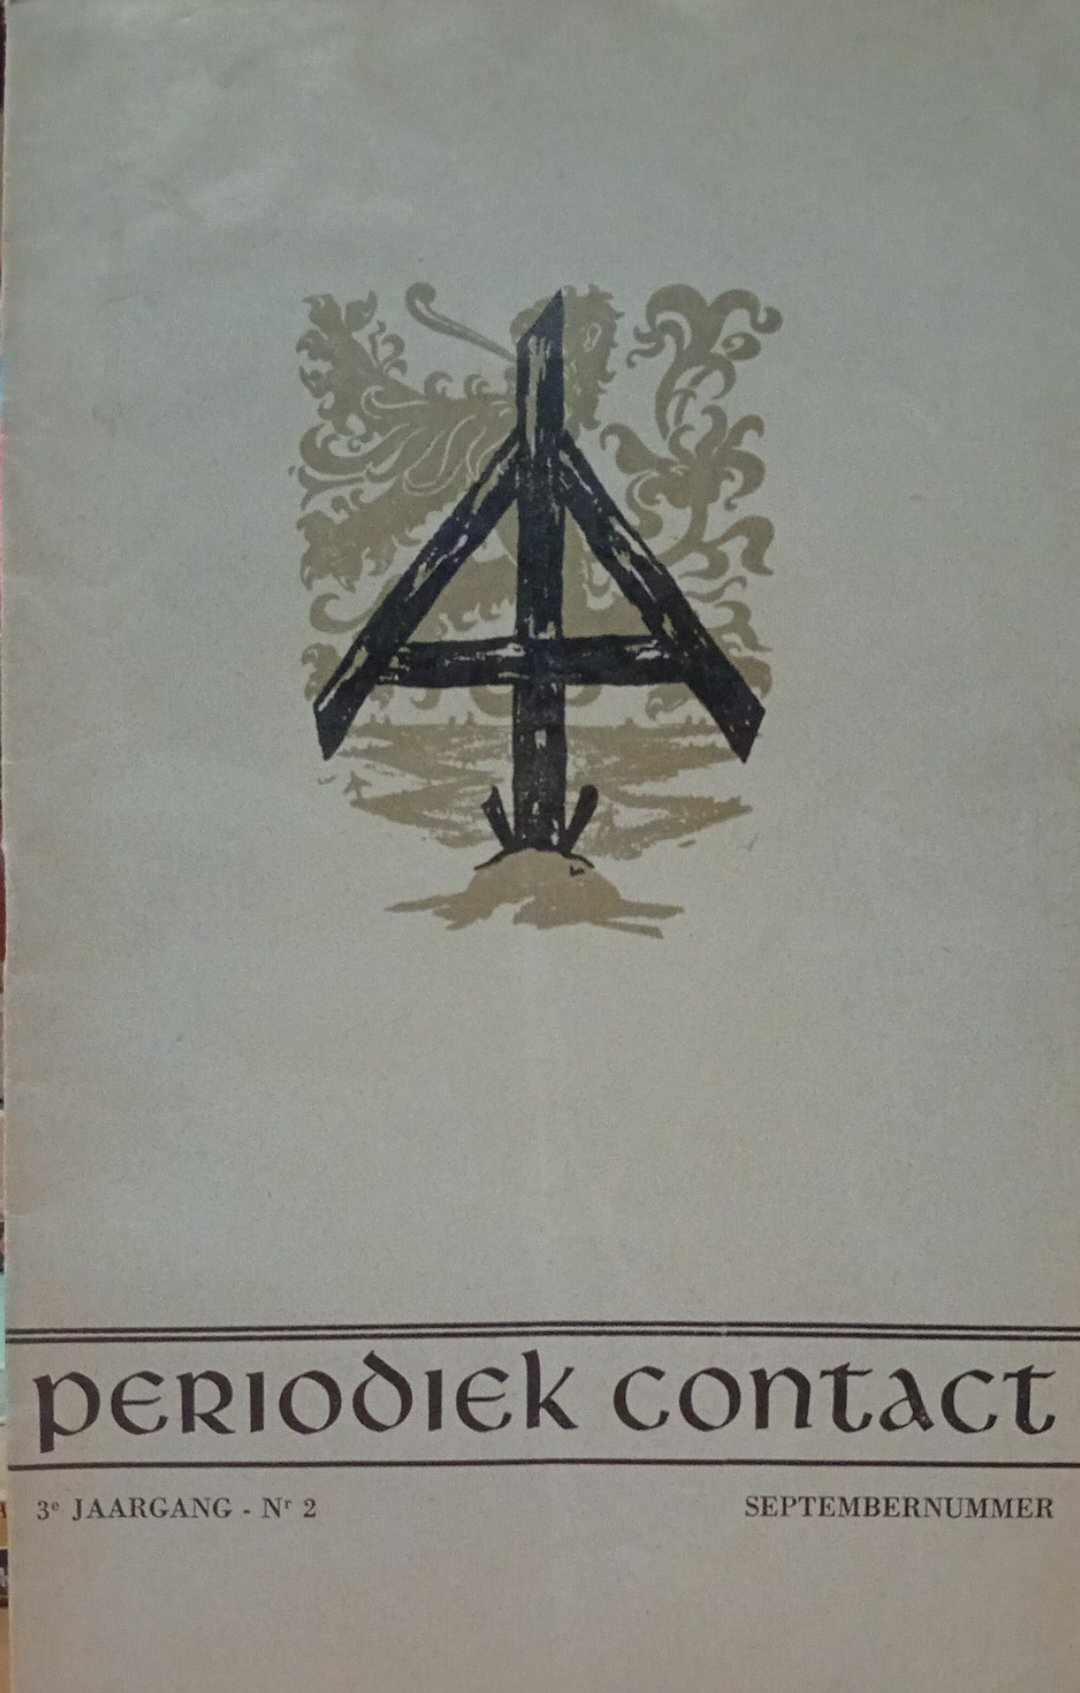 PERIODIEK CONTACT
3e JAARGANG - Nr 2
SEPTEMBERNUMMER